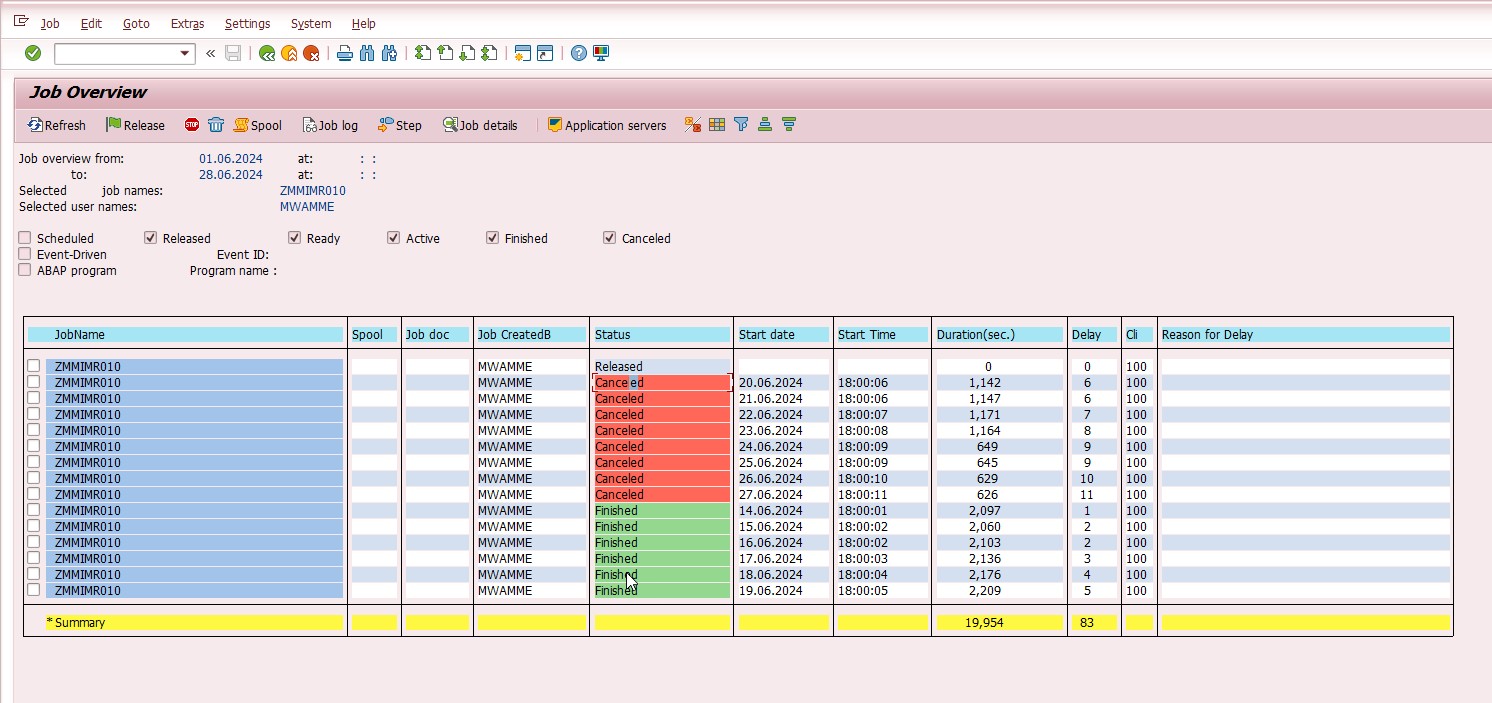 Job Edit Goto Extras Settings System Help
Job Overview
Refresh Release STOP Spool Job log Step Job details Application servers
Job overview from: 01.06.2024 at: : :
to: 28.06.2024 at: : :
Selected job names: ZMMIMR010
Selected user names: MWAMME
Scheduled Released Ready Active Finished Canceled
Event-Driven Event ID:
ABAP program Program name :
JobName Spool Job doc Job CreatedB Status Start date Start Time Duration(sec.) Delay Cli Reason for Delay
ZMMIMR010 MWAMME Released 0 0 100
ZMMIMR010 MWAMME Canceled 20.06.2024 18:00:06 1,142 6 100
ZMMIMR010 MWAMME Canceled 21.06.2024 18:00:06 1,147 6 100
ZMMIMR010 MWAMME Canceled 22.06.2024 18:00:07 1,171 7 100
ZMMIMR010 MWAMME Canceled 23.06.2024 18:00:08 1,164 8 100
ZMMIMR010 MWAMME Canceled 24.06.2024 18:00:09 649 9 100
ZMMIMR010 MWAMME Canceled 25.06.2024 18:00:09 645 9 100
ZMMIMR010 MWAMME Canceled 26.06.2024 18:00:10 629 10 100
ZMMIMR010 MWAMME Canceled 27.06.2024 18:00:11 626 11 100
ZMMIMR010 MWAMME Finished 14.06.2024 18:00:01 2,097 1 100
ZMMIMR010 MWAMME Finished 15.06.2024 18:00:02 2,060 2 100
ZMMIMR010 MWAMME Finished 16.06.2024 18:00:02 2,103 2 100
ZMMIMR010 MWAMME Finished 17.06.2024 18:00:03 2,136 3 100
ZMMIMR010 MWAMME Finished 18.06.2024 18:00:04 2,176 4 100
ZMMIMR010 MWAMME Finished 19.06.2024 18:00:05 2,209 5 100
* Summary 19,954 83